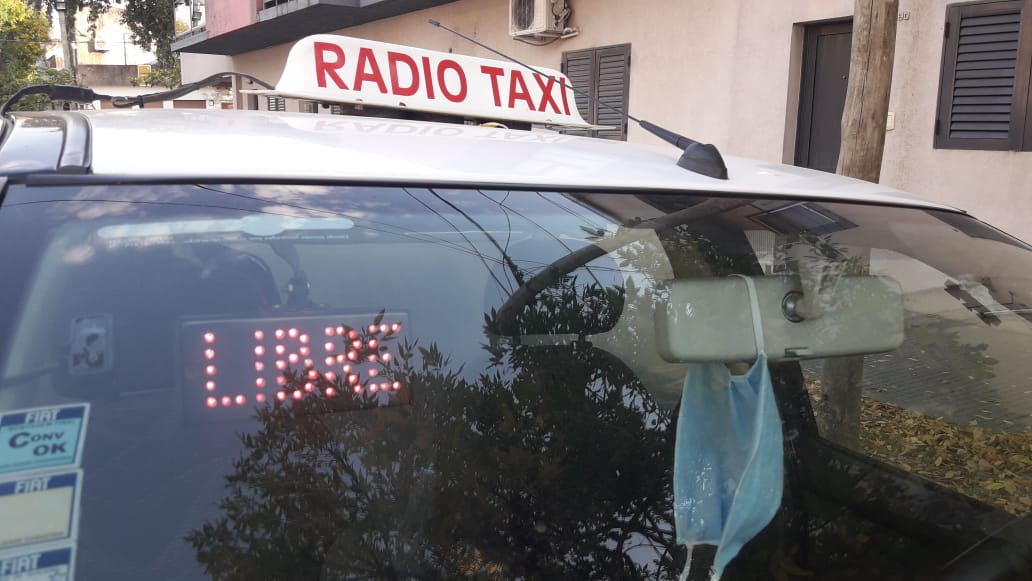 RADIO TAXI
LIBRE
FIAT
CONV
OK
FIAT
FIAT